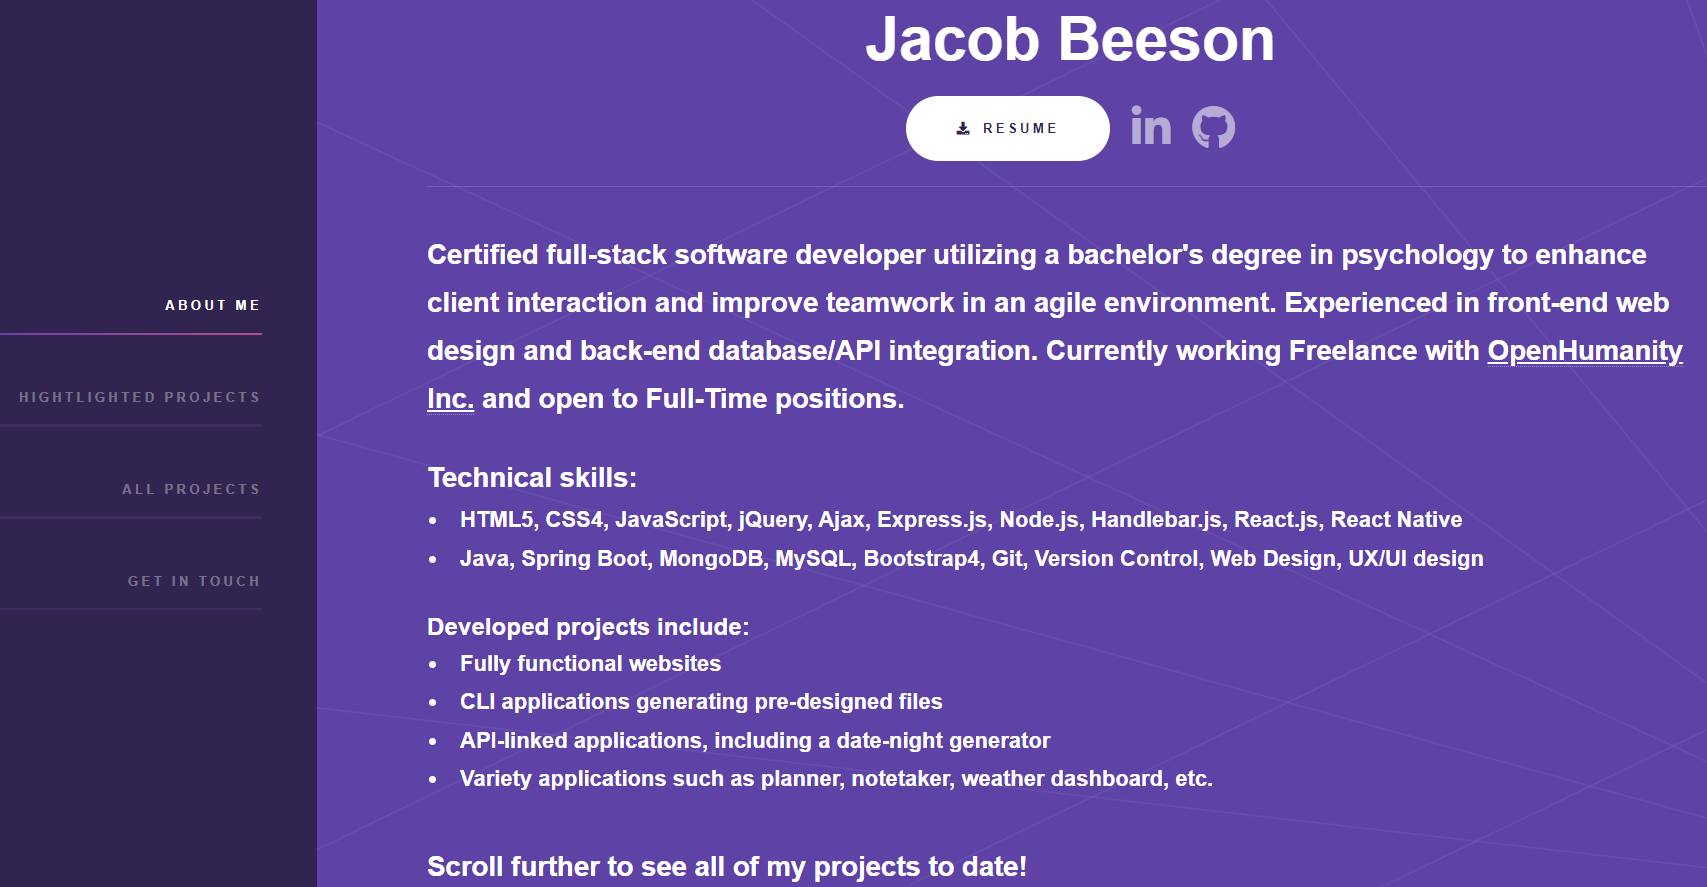 Jacob Beeson
RESUME
in
ABOUT ME
HIGHTLIGHTED PROJECTS
ALL PROJECTS
GET IN TOUCH
Certified full-stack software developer utilizing a bachelor's degree in psychology to enhance
client interaction and improve teamwork in an agile environment. Experienced in front-end web
design and back-end database/API integration. Currently working Freelance with OpenHumanity
Inc. and open to Full-Time positions.
Technical skills:
• HTML5, CSS4, JavaScript, jQuery, Ajax, Express.js, Node.js, Handlebar.js, React.js, React Native
• Java, Spring Boot, MongoDB, MySQL, Bootstrap4, Git, Version Control, Web Design, UX/UI design
Developed projects include:
• Fully functional websites
• CLI applications generating pre-designed files
• API-linked applications, including a date-night generator
• Variety applications such as planner, notetaker, weather dashboard, etc.
Scroll further to see all of my projects to date!